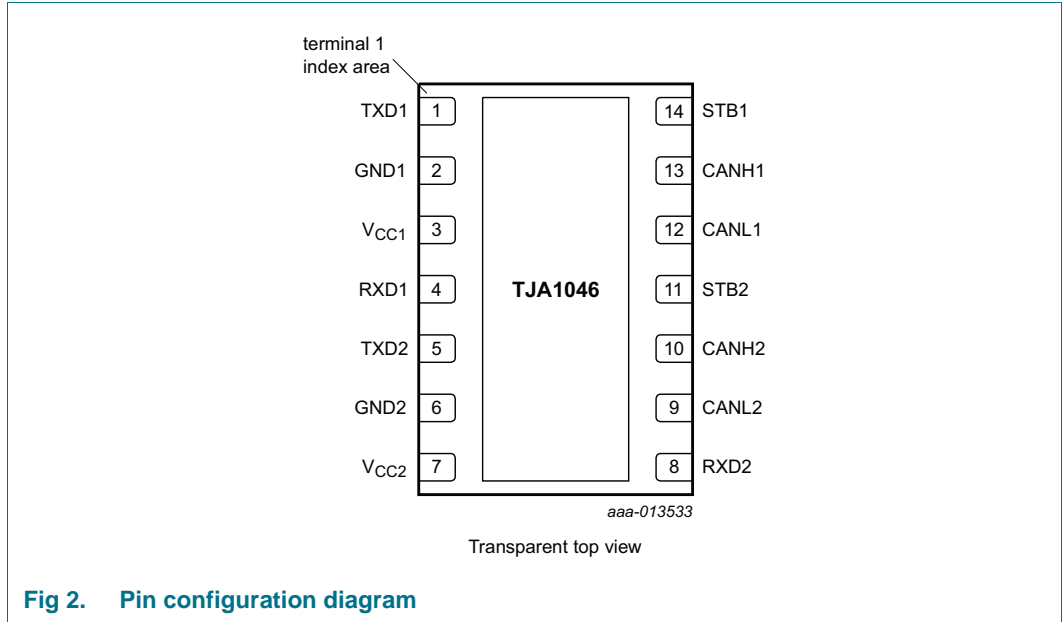 terminal 1
index area
TXD1 1 14 STB1
GND1 2 13 CANH1
VCC1 3 12 CANL1
RXD1 4 TJA1046 11 STB2
TXD2 5 10 CANH2
GND2 6 9 CANL2
VCC2 7 8 RXD2
aaa-013533
Transparent top view
Fig 2. Pin configuration diagram